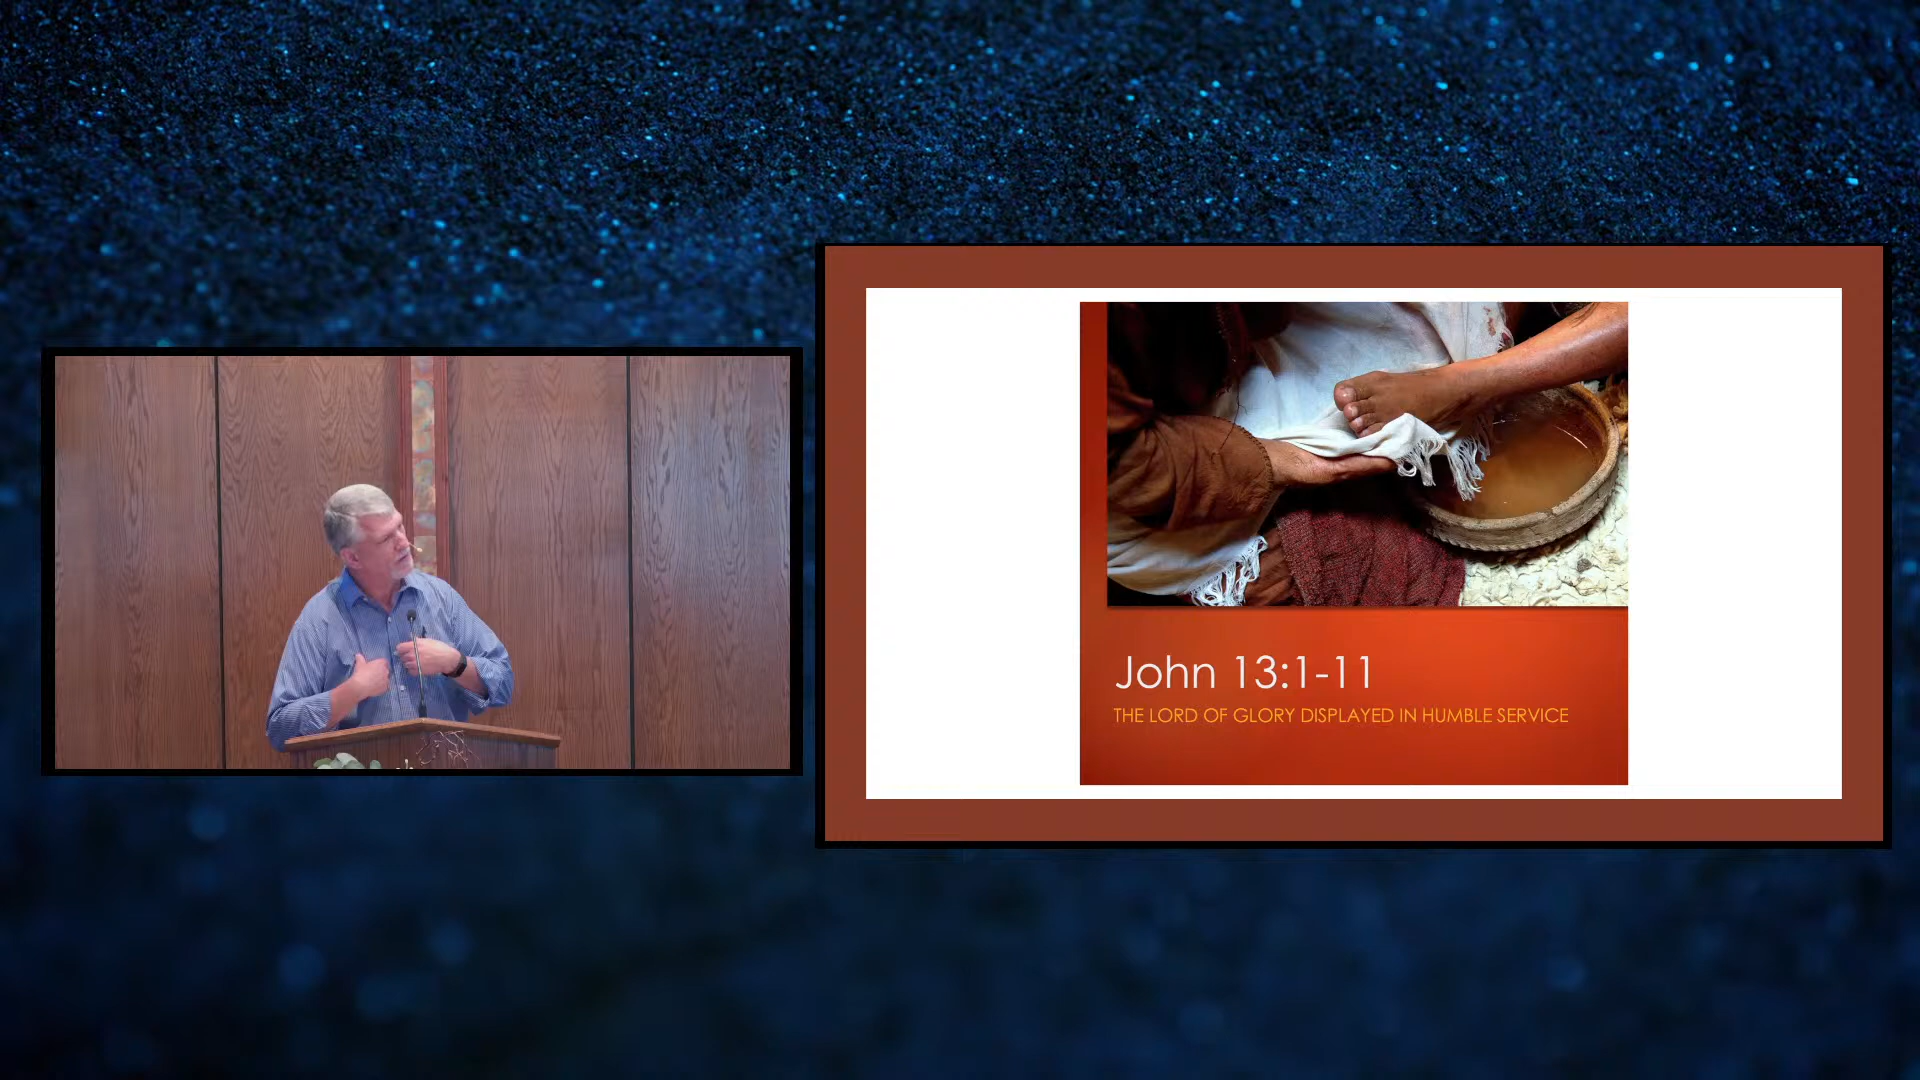 John 13:1-11
THE LORD OF GLORY DISPLAYED IN HUMBLE SERVICE